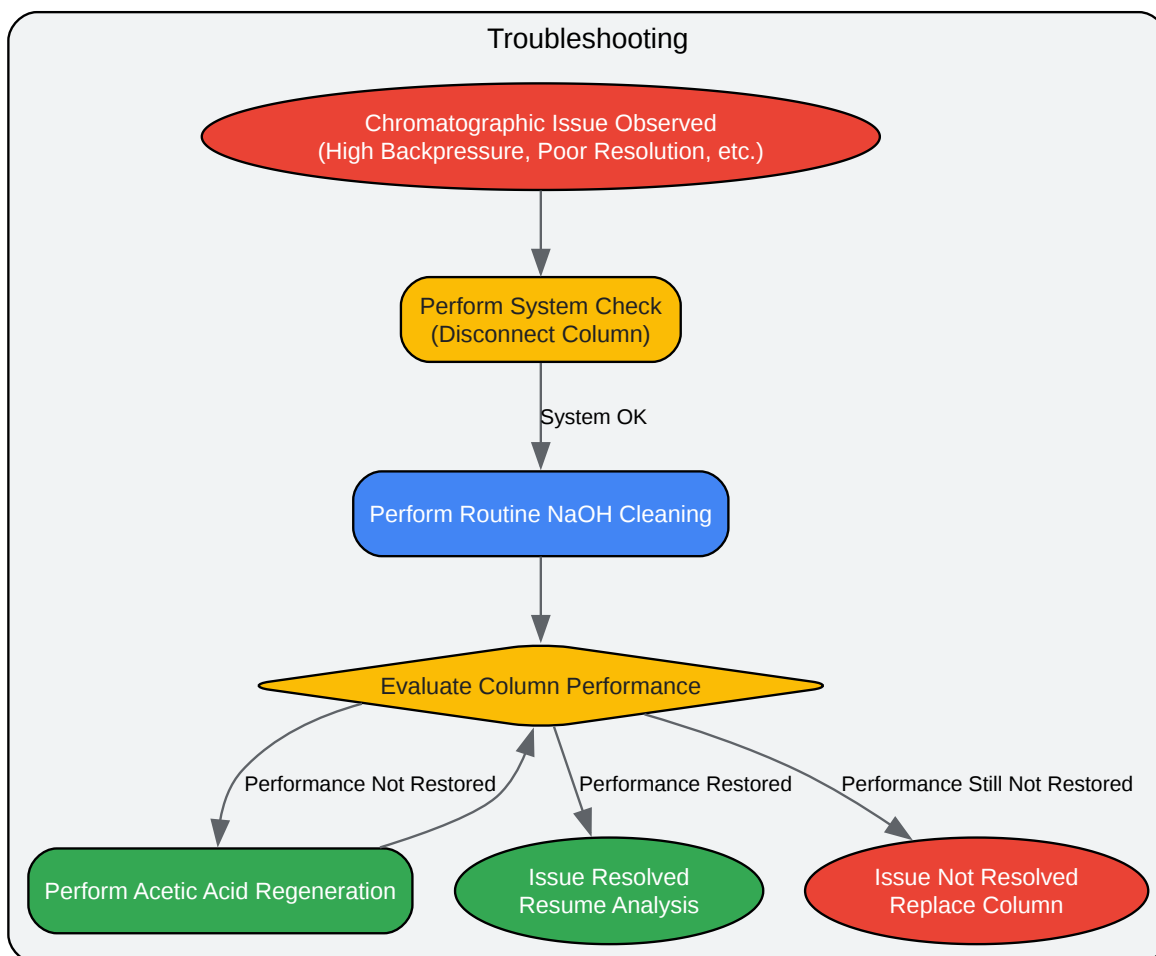 Troubleshooting
Chromatographic Issue Observed
(High Backpressure, Poor Resolution, etc.)
Perform System Check
(Disconnect Column)
System OK
Perform Routine NaOH Cleaning
Evaluate Column Performance
Performance Not Restored
Performance Restored
Performance Still Not Restored
Perform Acetic Acid Regeneration
Issue Resolved
Resume Analysis
Issue Not Resolved
Replace Column